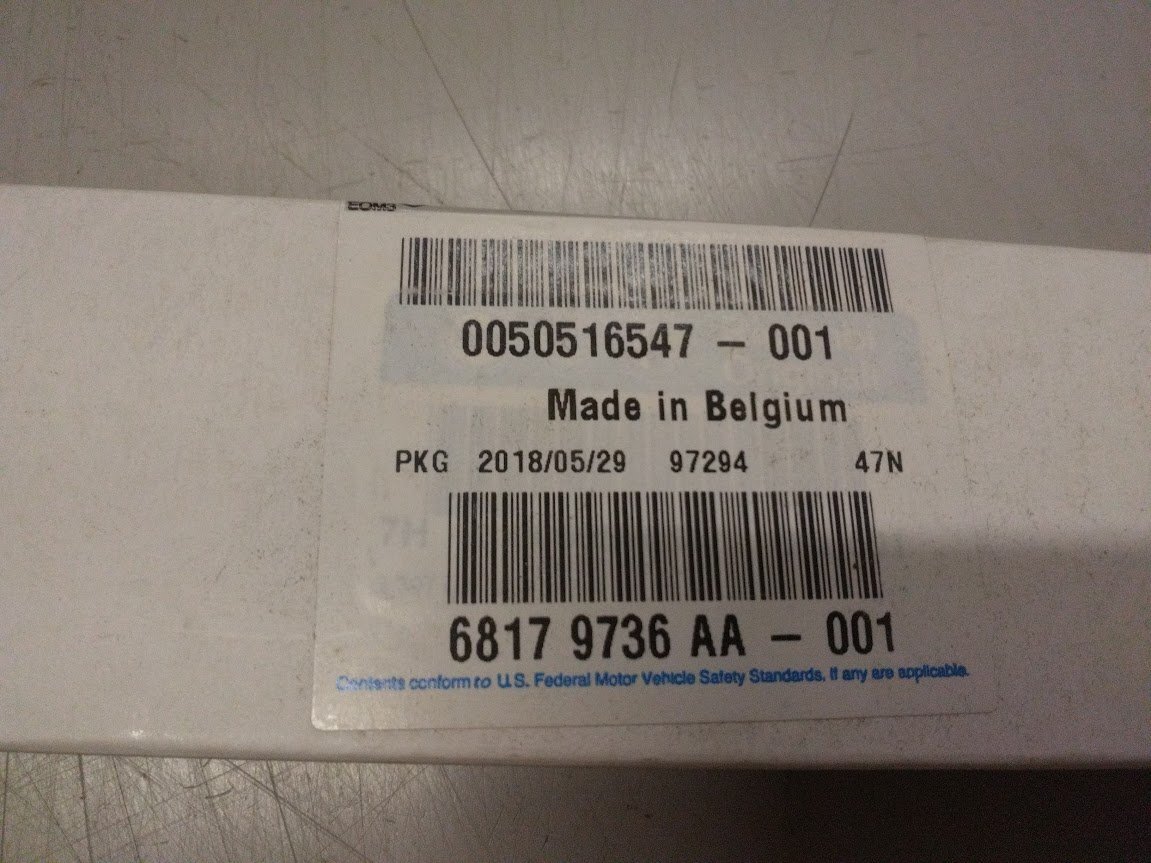 0050516547 – 001
Made in Belgium
PKG 2018/05/29 97294 47N
6817 9736 AA – 001
Contents conform to U.S. Federal Motor Vehicle Safety Standards, if any are applicable.
7H